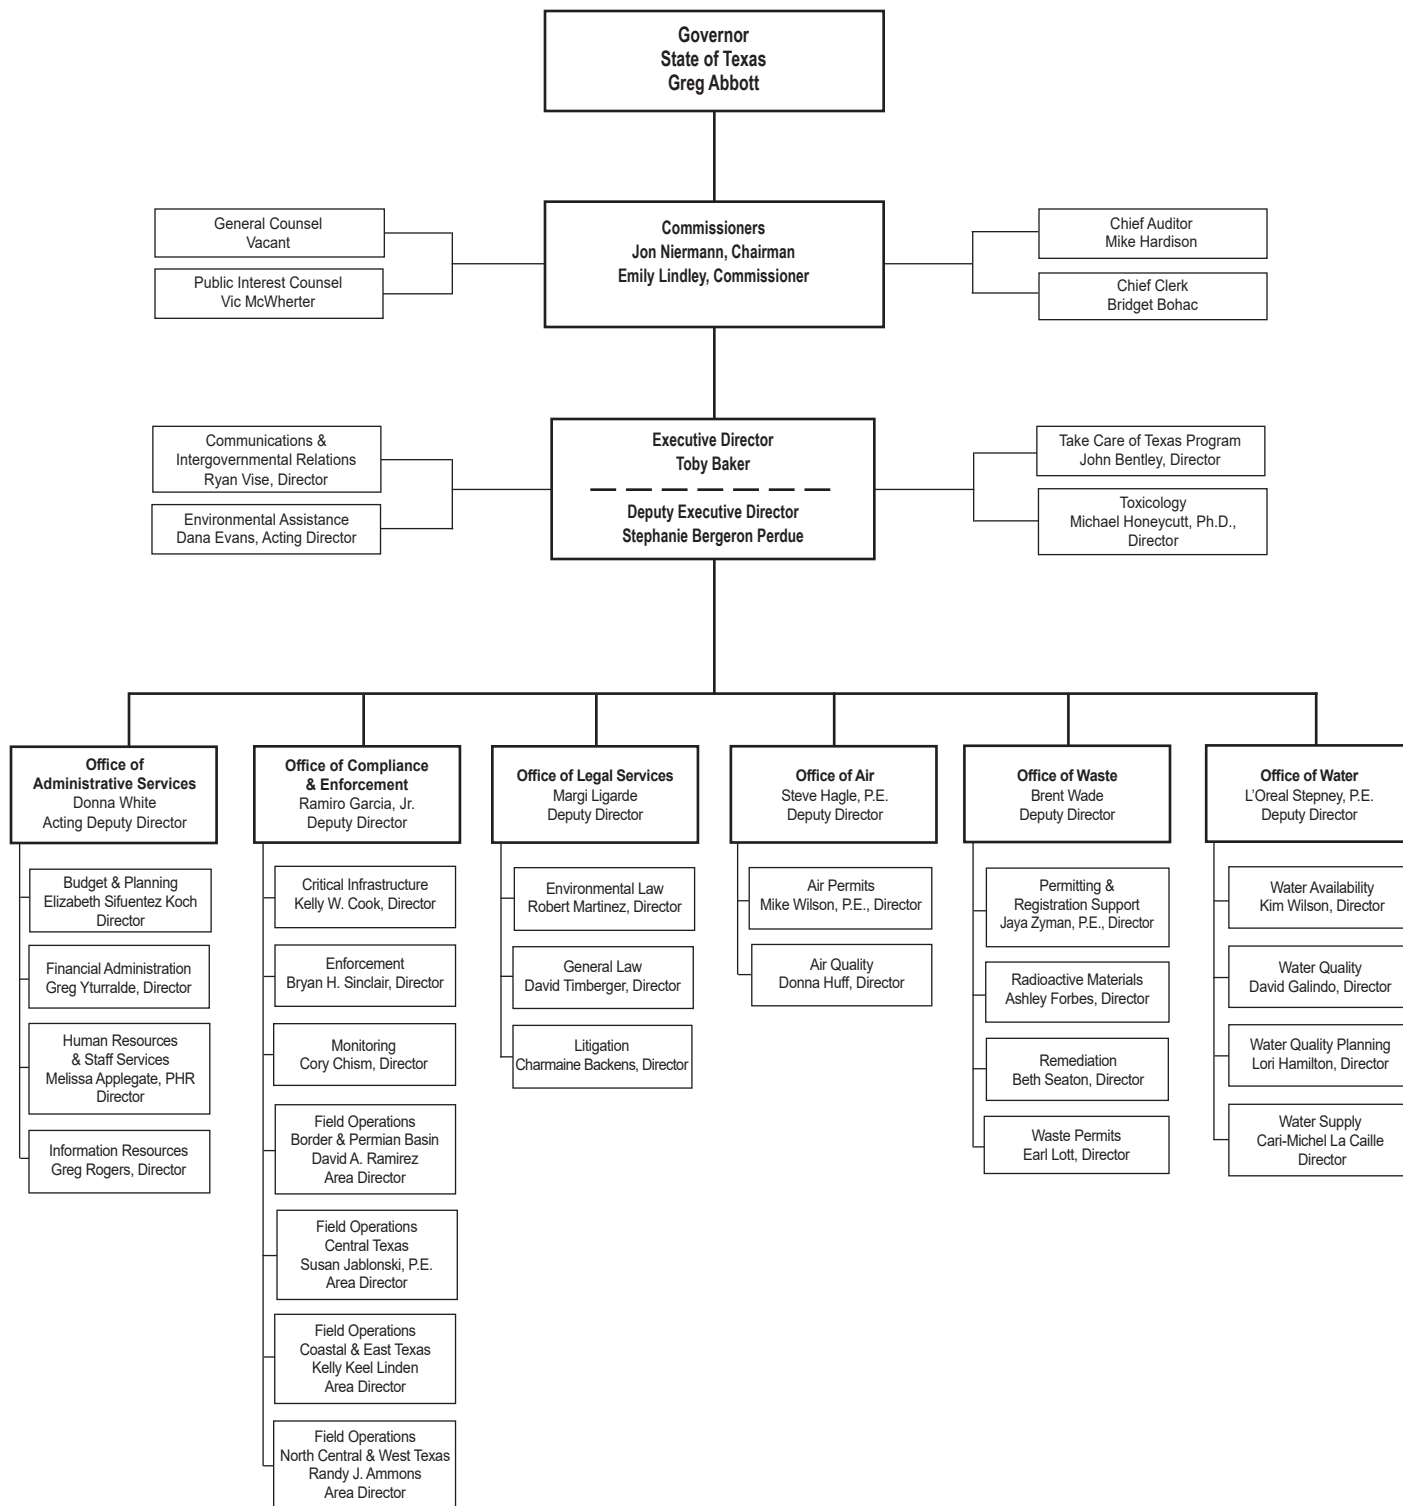 Governor
State of Texas
Greg Abbott
General Counsel
Vacant
Public Interest Counsel
Vic McWherter
Commissioners
Jon Niermann, Chairman
Emily Lindley, Commissioner
Chief Auditor
Mike Hardison
Chief Clerk
Bridget Bohac
Communications &
Intergovernmental Relations
Ryan Vise, Director
Environmental Assistance
Dana Evans, Acting Director
Executive Director
Toby Baker
Deputy Executive Director
Stephanie Bergeron Perdue
Take Care of Texas Program
John Bentley, Director
Toxicology
Michael Honeycutt, Ph.D.,
Director
Office of
Administrative Services
Donna White
Acting Deputy Director
Budget & Planning
Elizabeth Sifuentez Koch
Director
Financial Administration
Greg Yturralde, Director
Human Resources
& Staff Services
Melissa Applegate, PHR
Director
Information Resources
Greg Rogers, Director
Office of Compliance
& Enforcement
Ramiro Garcia, Jr.
Deputy Director
Critical Infrastructure
Kelly W. Cook, Director
Enforcement
Bryan H. Sinclair, Director
Monitoring
Cory Chism, Director
Field Operations
Border & Permian Basin
David A. Ramirez
Area Director
Field Operations
Central Texas
Susan Jablonski, P.E.
Area Director
Field Operations
Coastal & East Texas
Kelly Keel Linden
Area Director
Field Operations
North Central & West Texas
Randy J. Ammons
Area Director
Office of Legal Services
Margi Ligarde
Deputy Director
Environmental Law
Robert Martinez, Director
General Law
David Timberger, Director
Litigation
Charmaine Backens, Director
Office of Air
Steve Hagle, P.E.
Deputy Director
Air Permits
Mike Wilson, P.E., Director
Air Quality
Donna Huff, Director
Office of Waste
Brent Wade
Deputy Director
Permitting &
Registration Support
Jaya Zyman, P.E., Director
Radioactive Materials
Ashley Forbes, Director
Remediation
Beth Seaton, Director
Waste Permits
Earl Lott, Director
Office of Water
L'Oreal Stepney, P.E.
Deputy Director
Water Availability
Kim Wilson, Director
Water Quality
David Galindo, Director
Water Quality Planning
Lori Hamilton, Director
Water Supply
Cari-Michel La Caille
Director